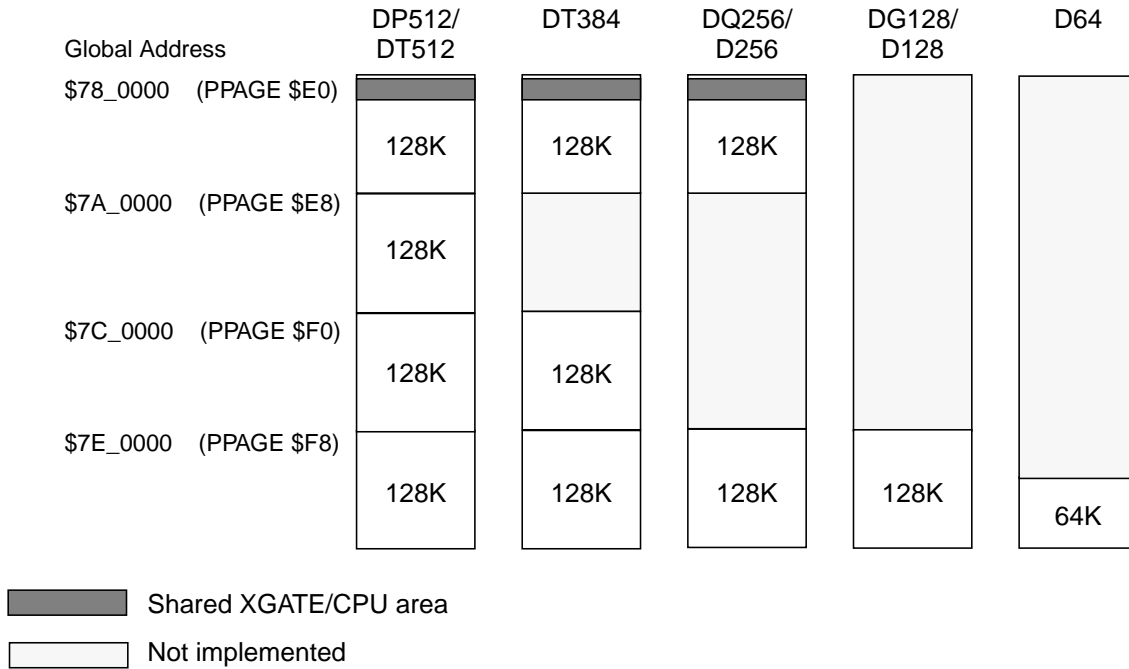 DP512/
DT512
DT384
DQ256/
D256
DG128/
D128
D64
Global Address
$78_0000 (PPAGE $E0)
128K
128K
128K
$7A_0000 (PPAGE $E8)
128K
$7C_0000 (PPAGE $F0)
128K
128K
$7E_0000 (PPAGE $F8)
128K
128K
128K
128K
64K
Shared XGATE/CPU area
Not implemented